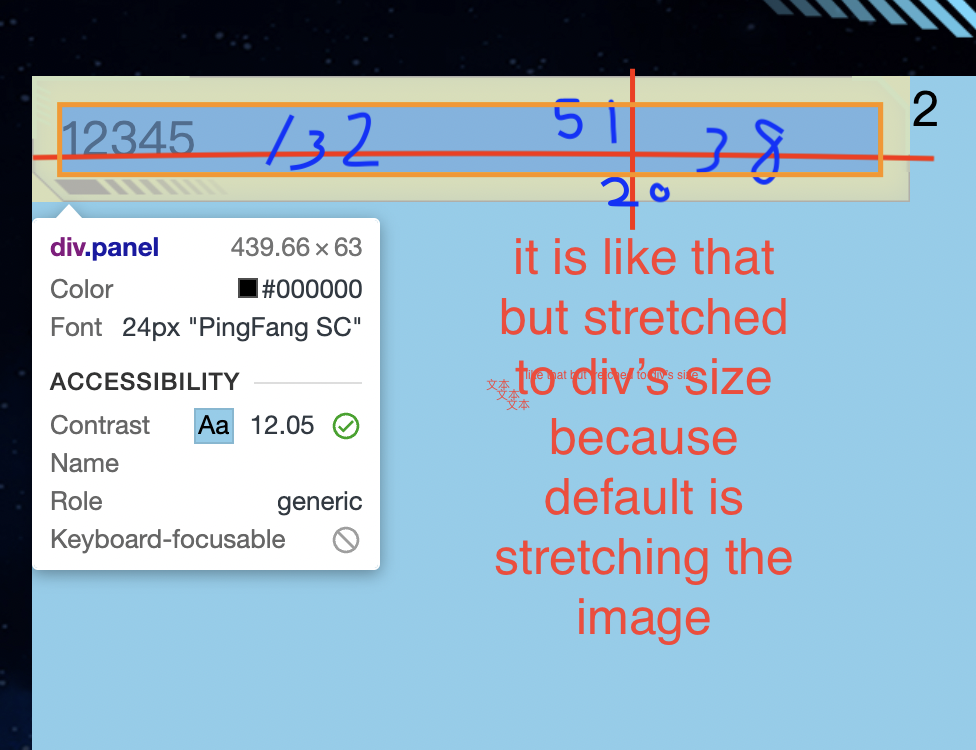 2
12345
132
51
38
20
div.panel 439.66 × 63
Color #000000
Font 24px "PingFang SC"
ACCESSIBILITY
Contrast Aa 12.05
Name
Role generic
Keyboard-focusable
it is like that
but stretched
to div's size
because
default is
stretching the
image
文本
文本
文本